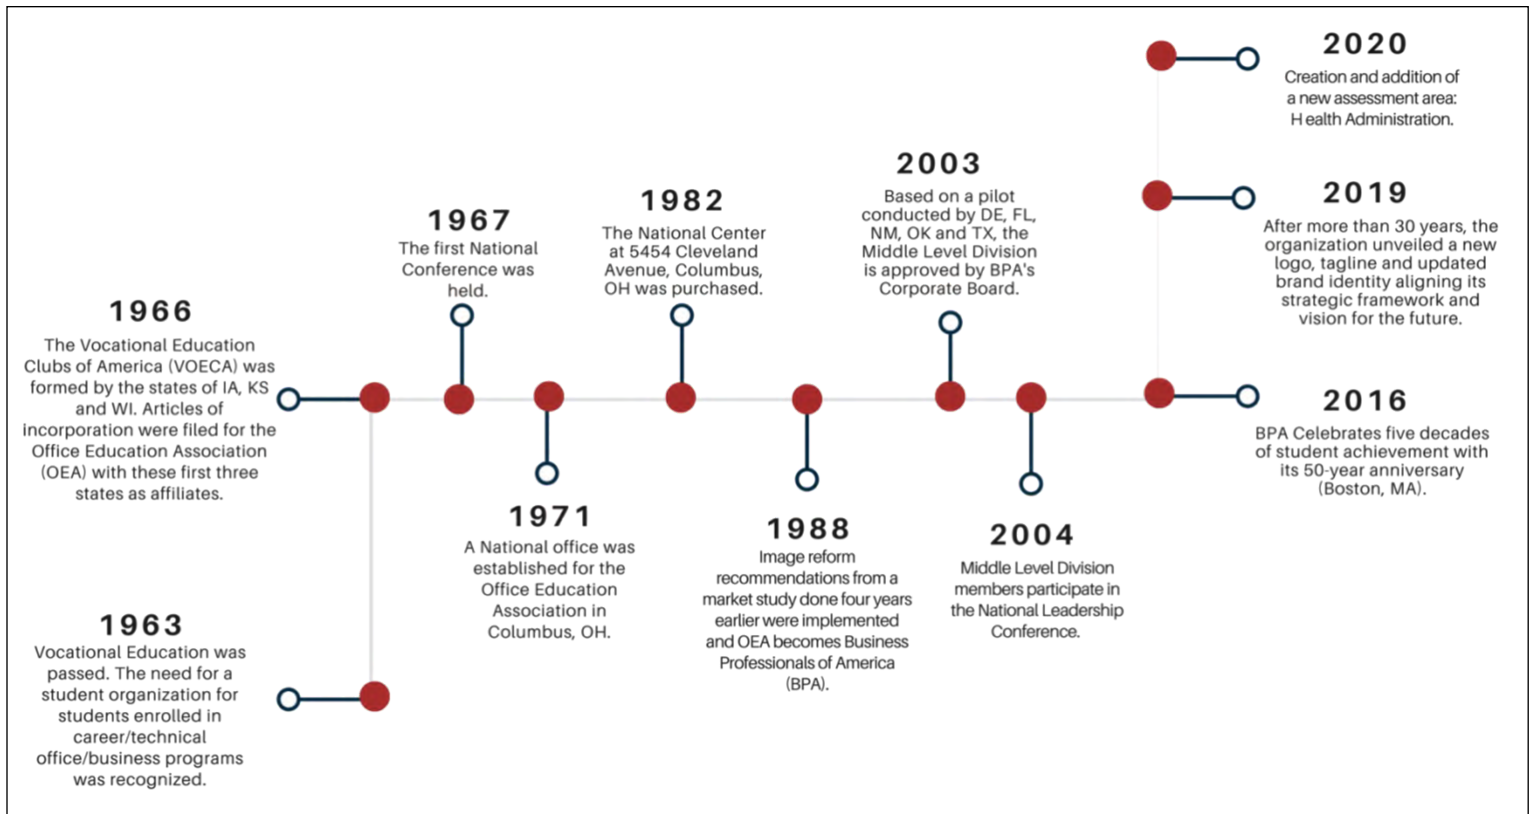 1963
Vocational Education was
passed. The need for a
student organization for
students enrolled in
career/technical
office/business programs
was recognized.
1966
The Vocational Education
Clubs of America (VOECA) was
formed by the states of IA, KS
and WI. Articles of
incorporation were filed for the
Office Education Association
(OEA) with these first three
states as affiliates.
1967
The first National
Conference was
held.
1971
A National office was
established for the
Office Education
Association in
Columbus, OH.
1982
The National Center
at 5454 Cleveland
Avenue, Columbus,
OH was purchased.
1988
Image reform
recommendations from a
market study done four years
earlier were implemented
and OEA becomes Business
Professionals of America
(BPA).
2003
Based on a pilot
conducted by DE, FL,
NM, OK and TX, the
Middle Level Division
is approved by BPA's
Corporate Board.
2004
Middle Level Division
members participate in
the National Leadership
Conference.
2016
BPA Celebrates five decades
of student achievement with
its 50-year anniversary
(Boston, MA).
2019
After more than 30 years, the
organization unveiled a new
logo, tagline and updated
brand identity aligning its
strategic framework and
vision for the future.
2020
Creation and addition of
a new assessment area:
H ealth Administration.